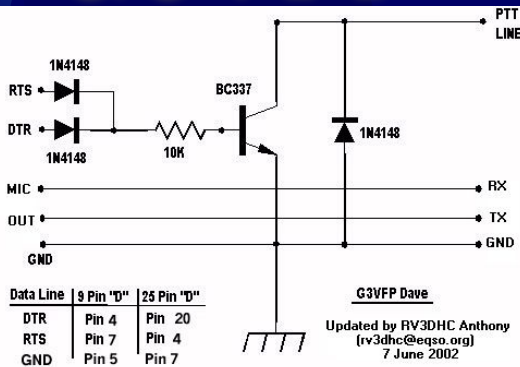 PTT
LINE
1N4148
RTS
BC337
DTR
1N4148
10K
1N4148
MIC
RX
OUT
TX
GND
GND
Data Line 9 Pin "D" 25 Pin "D"
DTR Pin 4 Pin 20
RTS Pin 7 Pin 4
GND Pin 5 Pin 7
G3VFP Dave
Updated by RV3DHC Anthony
(rv3dhc@eqso.org)
7 June 2002